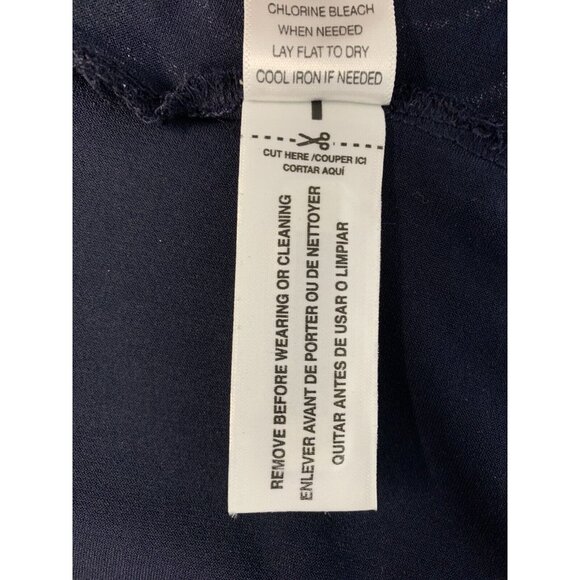 CHLORINE BLEACH
WHEN NEEDED
LAY FLAT TO DRY
COOL IRON IF NEEDED
CUT HERE /COUPER ICI
CORTAR AQUÍ
REMOVE BEFORE WEARING OR CLEANING
ENLEVER AVANT DE PORTER OU DE NETTOYER
QUITAR ANTES DE USAR O LIMPIAR